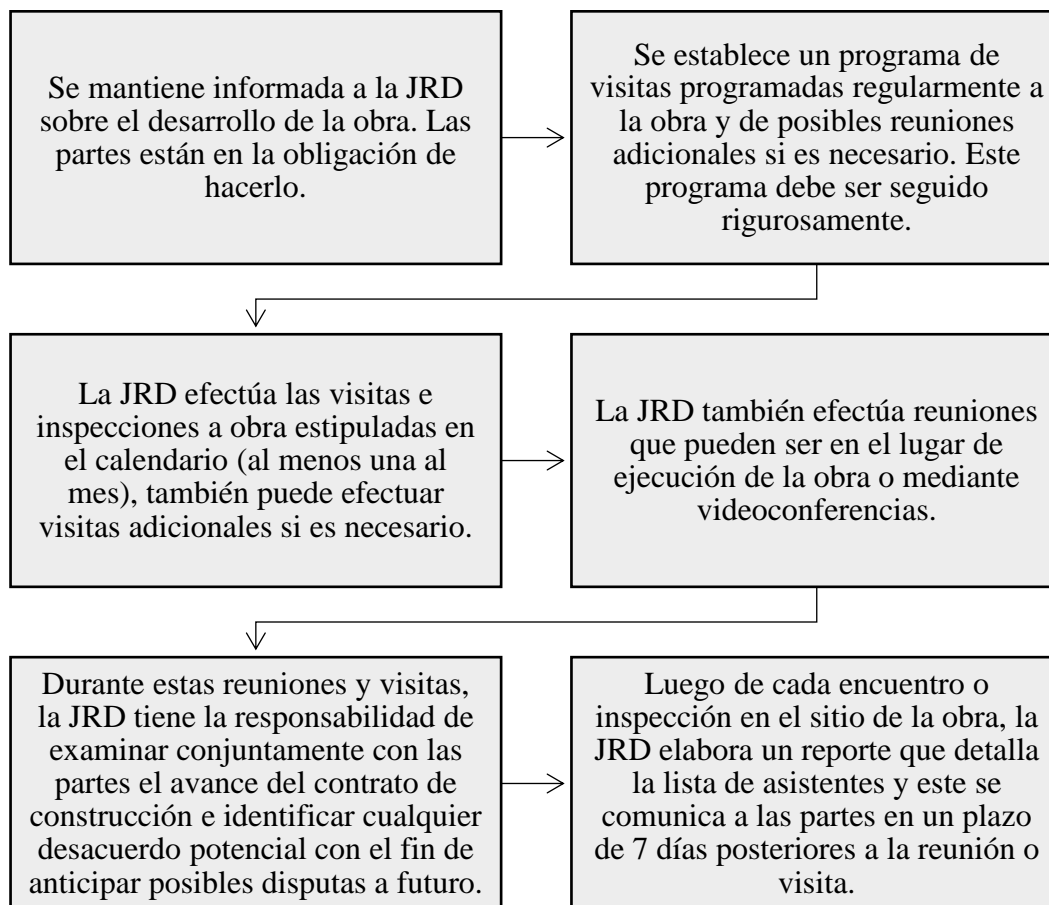 Se mantiene informada a la JRD
sobre el desarrollo de la obra. Las
partes están en la obligación de
hacerlo.
Se establece un programa de
visitas programadas regularmente a
la obra y de posibles reuniones
adicionales si es necesario. Este
programa debe ser seguido
rigurosamente.
La JRD efectúa las visitas e
inspecciones a obra estipuladas en
el calendario (al menos una al
mes), también puede efectuar
visitas adicionales si es necesario.
La JRD también efectúa reuniones
que pueden ser en el lugar de
ejecución de la obra o mediante
videoconferencias.
Durante estas reuniones y visitas,
la JRD tiene la responsabilidad de
examinar conjuntamente con las
partes el avance del contrato de
construcción e identificar cualquier
desacuerdo potencial con el fin de
anticipar posibles disputas a futuro.
Luego de cada encuentro o
inspección en el sitio de la obra, la
JRD elabora un reporte que detalla
la lista de asistentes y este se
comunica a las partes en un plazo
de 7 días posteriores a la reunión o
visita.